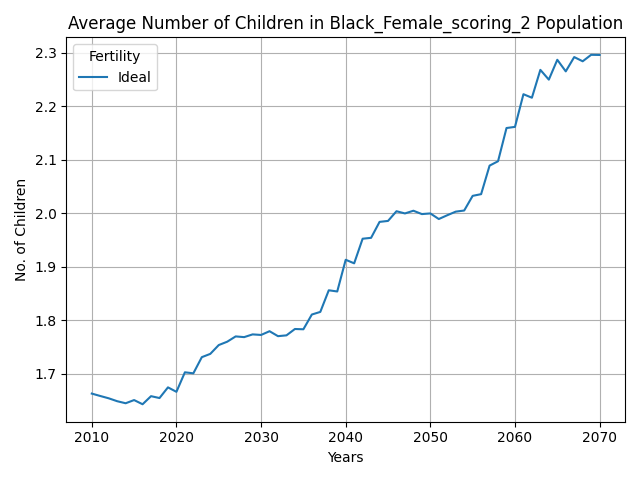 Average Number of Children in Black_Female_scoring_2 Population
Fertility
Ideal
No. of Children
2.3
2.2
2.1
2.0
1.9
1.8
1.7
2010 2020 2030 2040 2050 2060 2070
Years